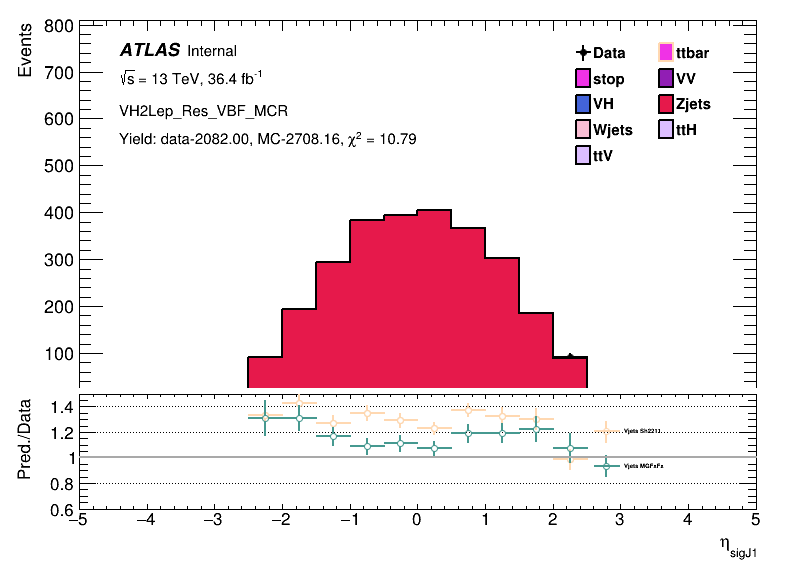 Events
800
700
600
500
400
300
200
100
ATLAS Internal
√s = 13 TeV, 36.4 fb⁻¹
VH2Lep_Res_VBF_MCR
Yield: data-2082.00, MC-2708.16, χ² = 10.79
Data ttbar
stop VV
VH Zjets
Wjets ttH
ttV
Pred./Data
1.4
1.2
1
0.8
0.6
Vjets Sh2211
Vjets MGFxFx
−5 −4 −3 −2 −1 0 1 2 3 4 5
η sigJ1